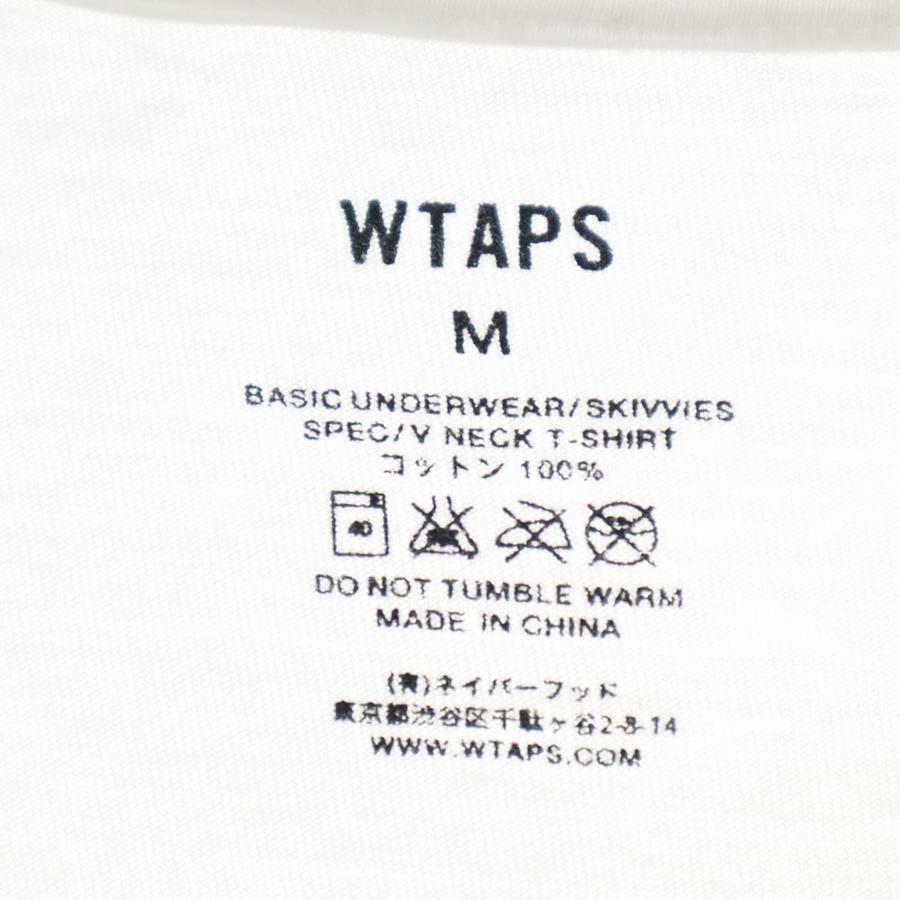 WTAPS
M
BASIC UNDERWEAR/SKIVVIES
SPEC/V NECK T-SHIRT
コットン 100%
40
DO NOT TUMBLE WARM
MADE IN CHINA
(有)ネイバーフッド
東京都渋谷区千駄ヶ谷2-8-14
WWW.WTAPS.COM